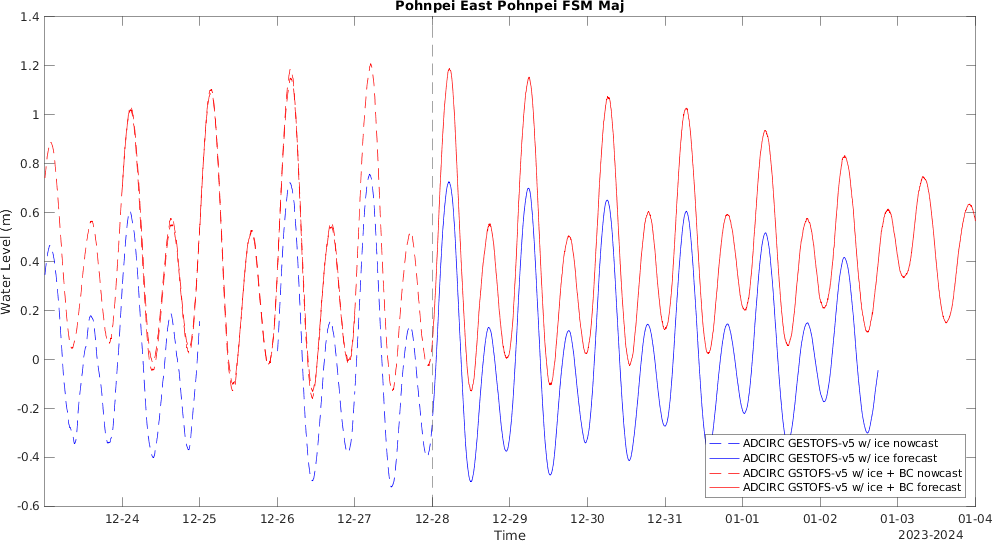 Pohnpei East Pohnpei FSM Maj
1.4
1.2
1
0.8
0.6
0.4
0.2
0
-0.2
-0.4
-0.6
Water Level (m)
ADCIRC GESTOFS-v5 w/ ice nowcast
ADCIRC GESTOFS-v5 w/ ice forecast
ADCIRC GSTOFS-v5 w/ ice + BC nowcast
ADCIRC GSTOFS-v5 w/ ice + BC forecast
12-24 12-25 12-26 12-27 12-28 12-29 12-30 12-31 01-01 01-02 01-03 01-04
Time
2023-2024